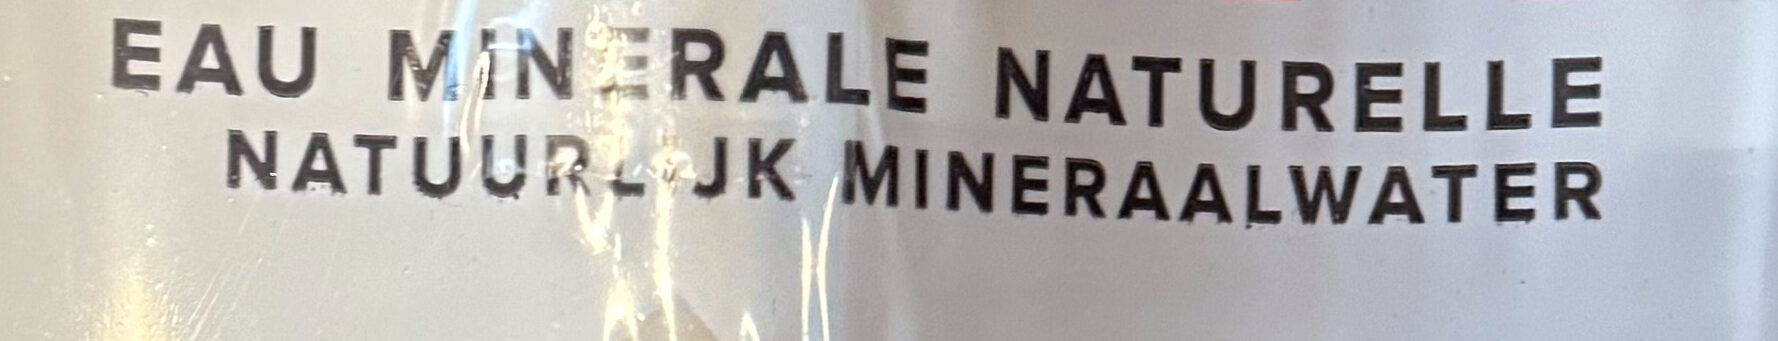 EAU MINERALE NATURELLE
NATUURLIJK MINERAALWATER